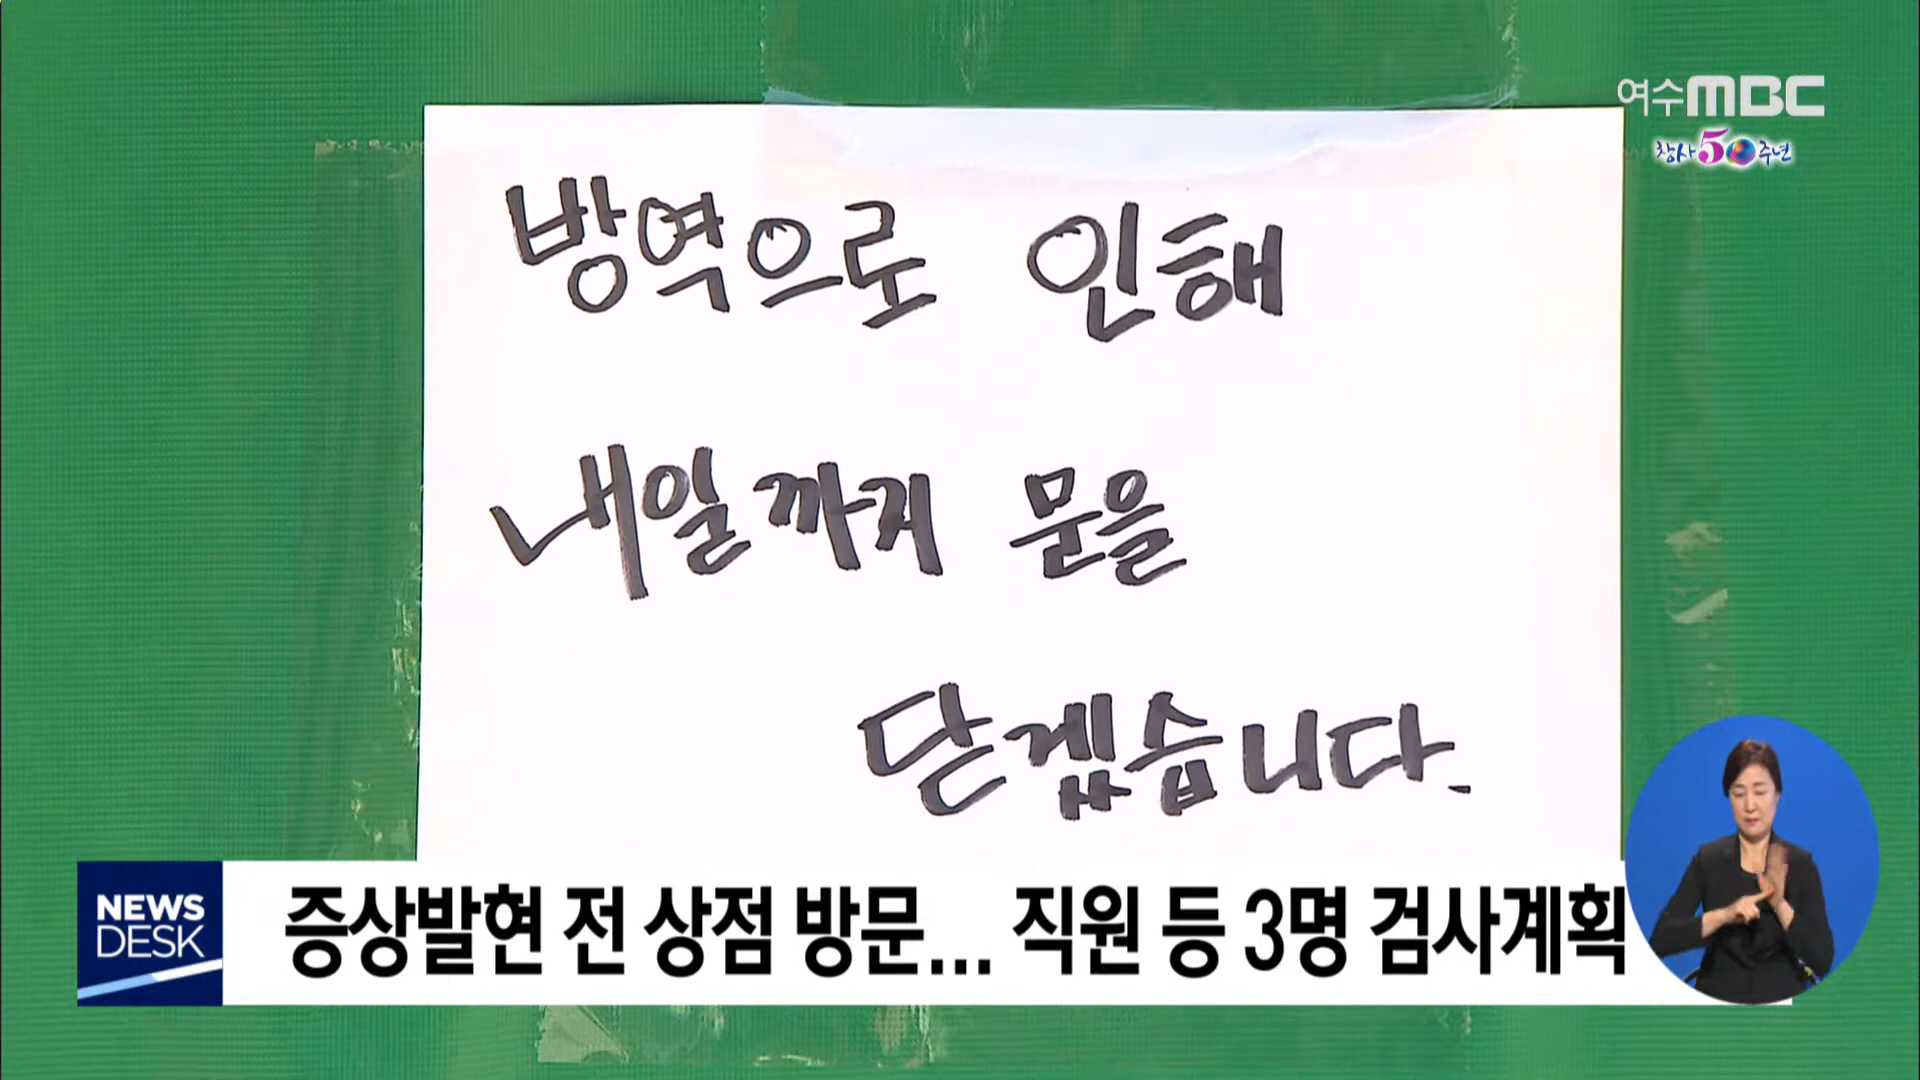 여수MBC
창사50주년
방역으로 인해
내일까지 문을
닫겠습니다.
NEWS
DESK
증상발현 전 상점 방문... 직원 등 3명 검사계획